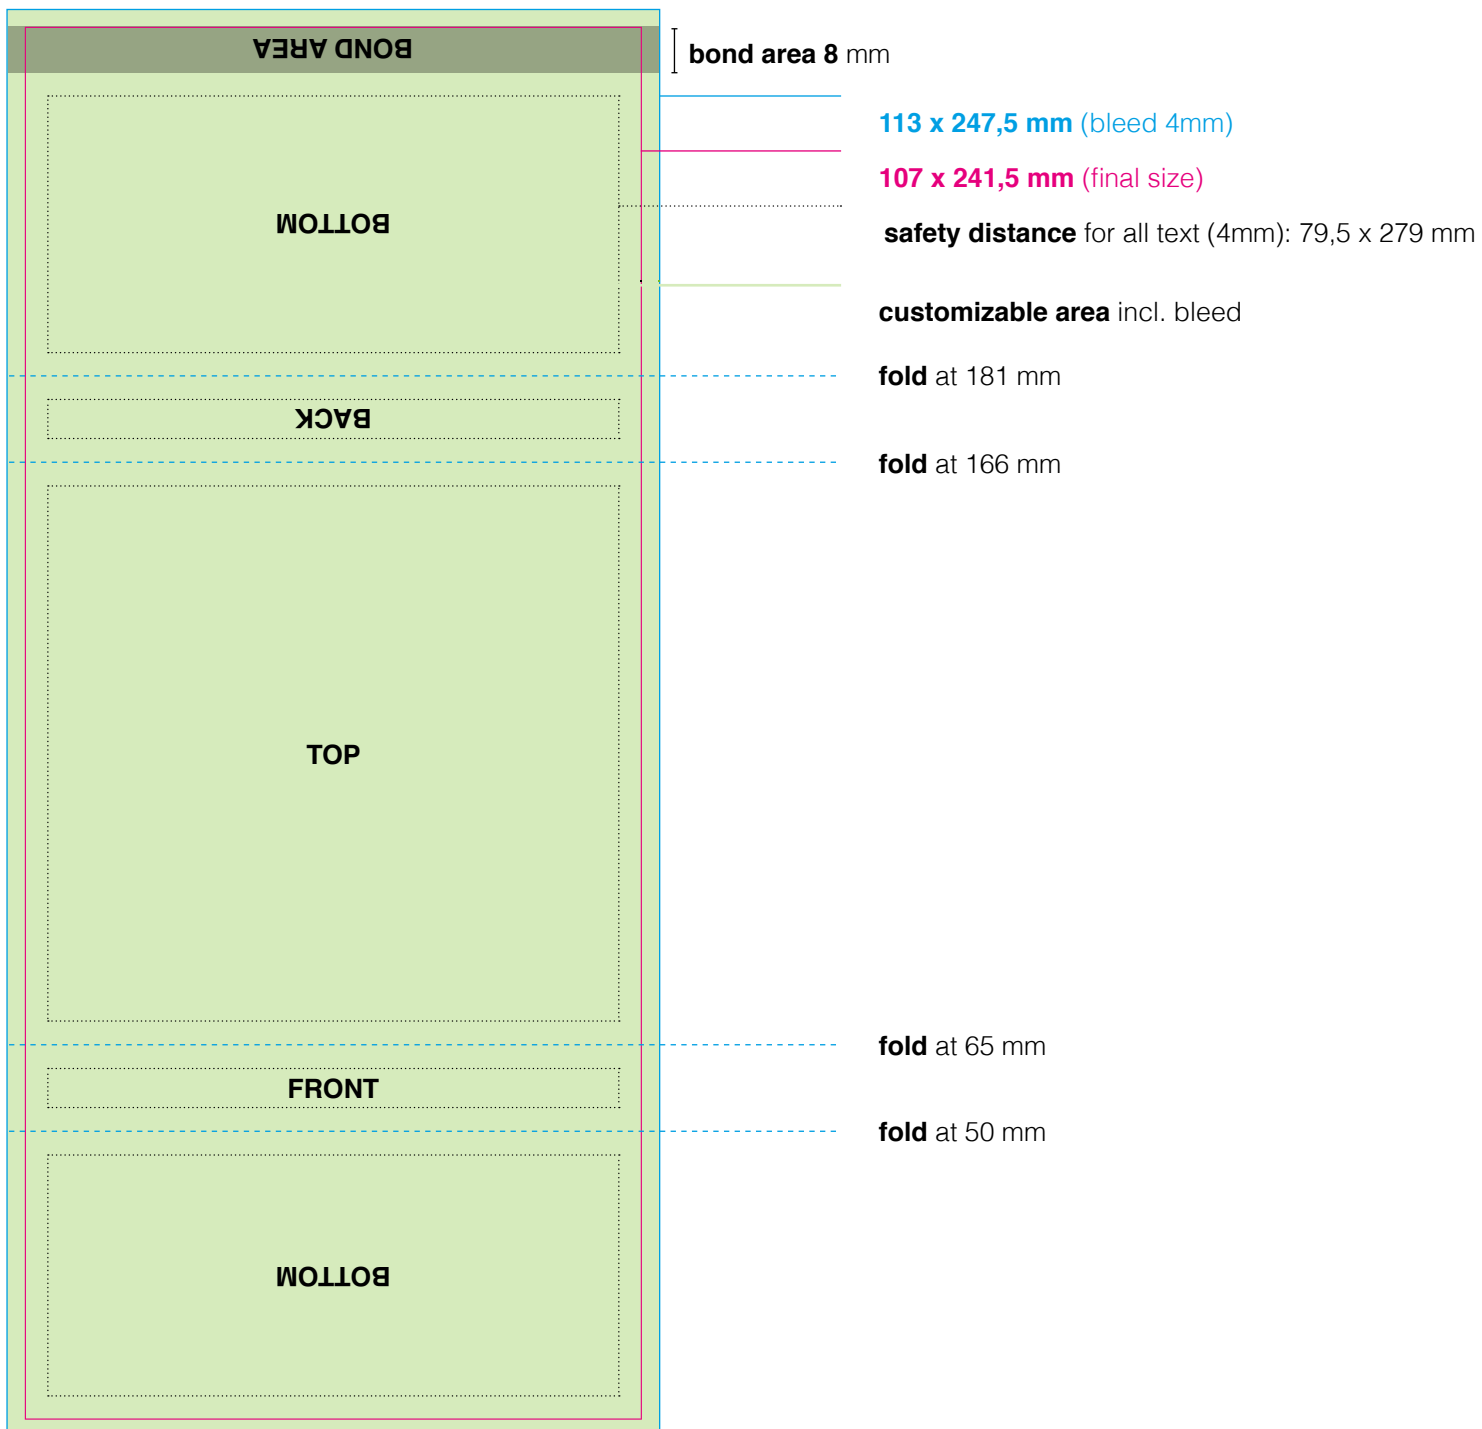 BOND AREA
bond area 8 mm
113 x 247,5 mm (bleed 4mm)
107 x 241,5 mm (final size)
BOTTOM
safety distance for all text (4mm): 79,5 x 279 mm
customizable area incl. bleed
fold at 181 mm
BACK
fold at 166 mm
TOP
fold at 65 mm
FRONT
fold at 50 mm
BOTTOM